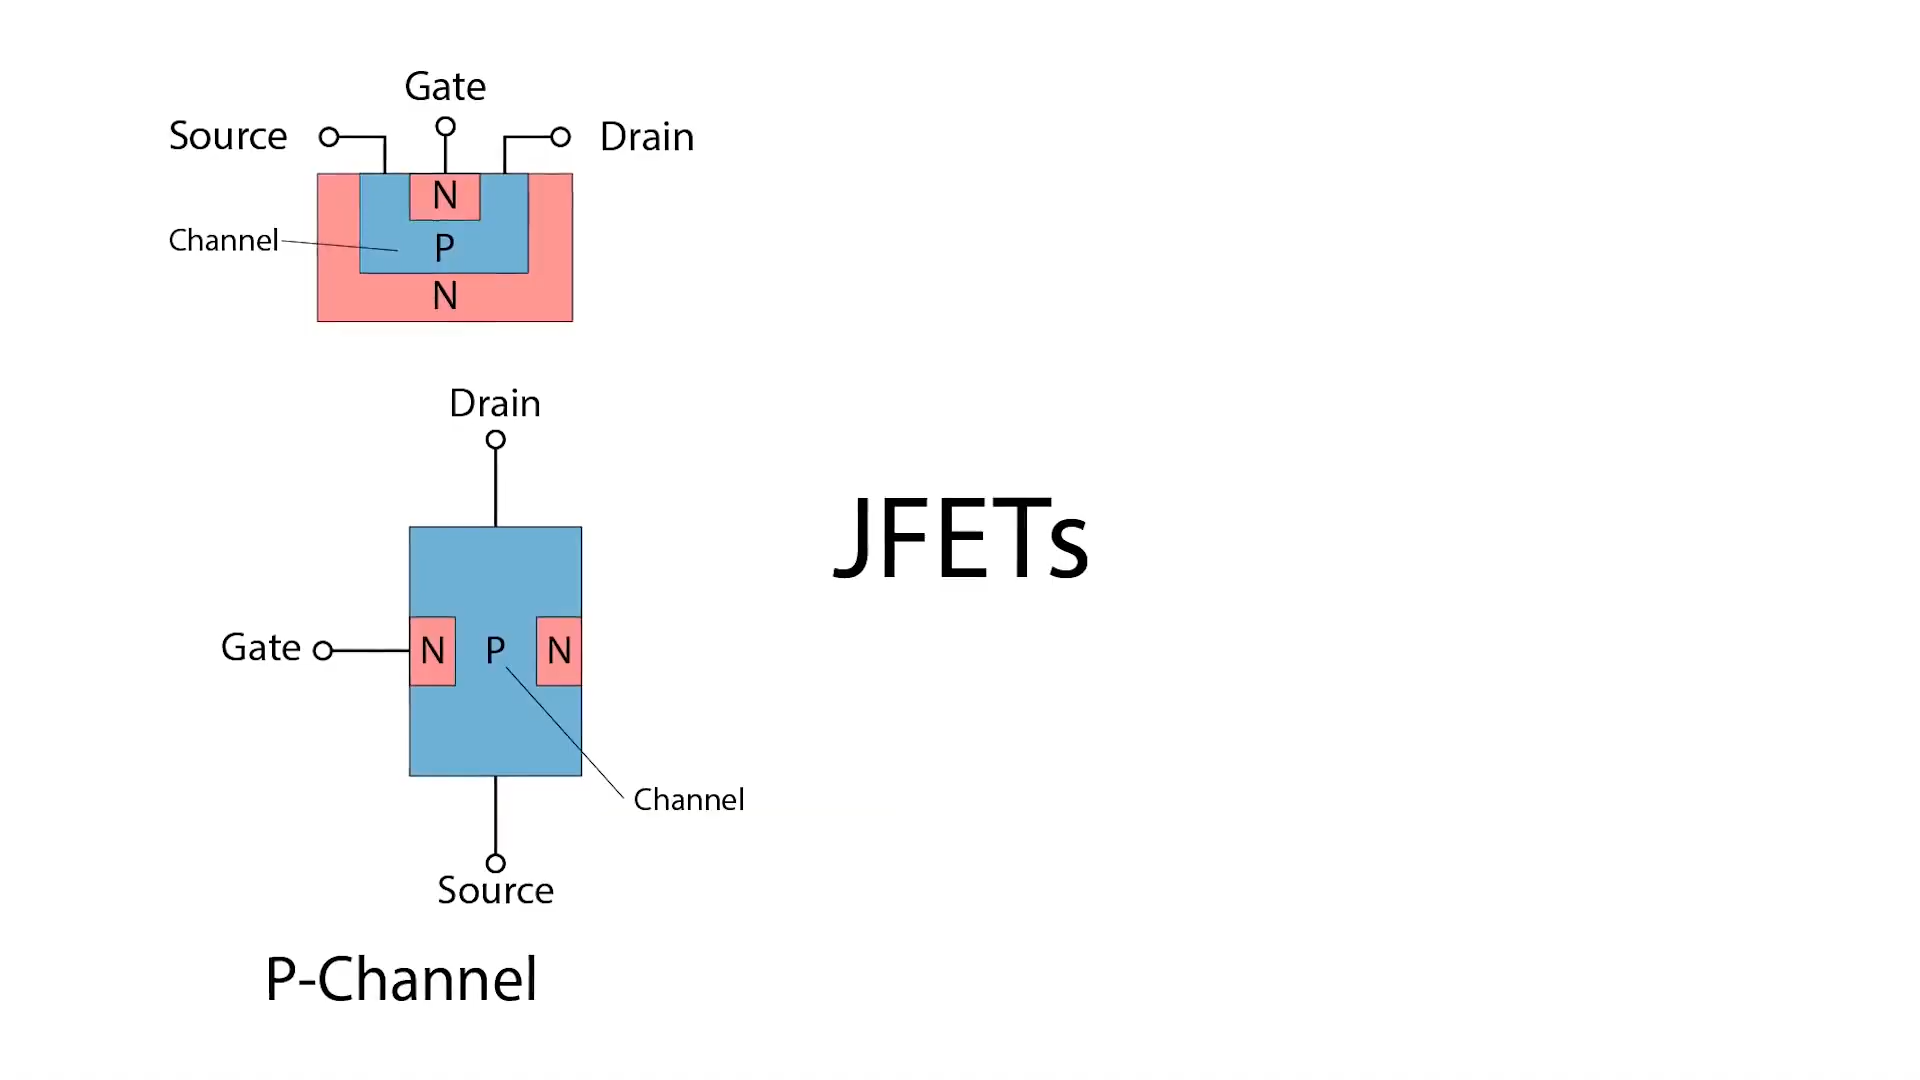 Gate
Source
Drain
N
Channel
P
N
Drain
JFETs
Gate
N
P
N
Channel
Source
P-Channel